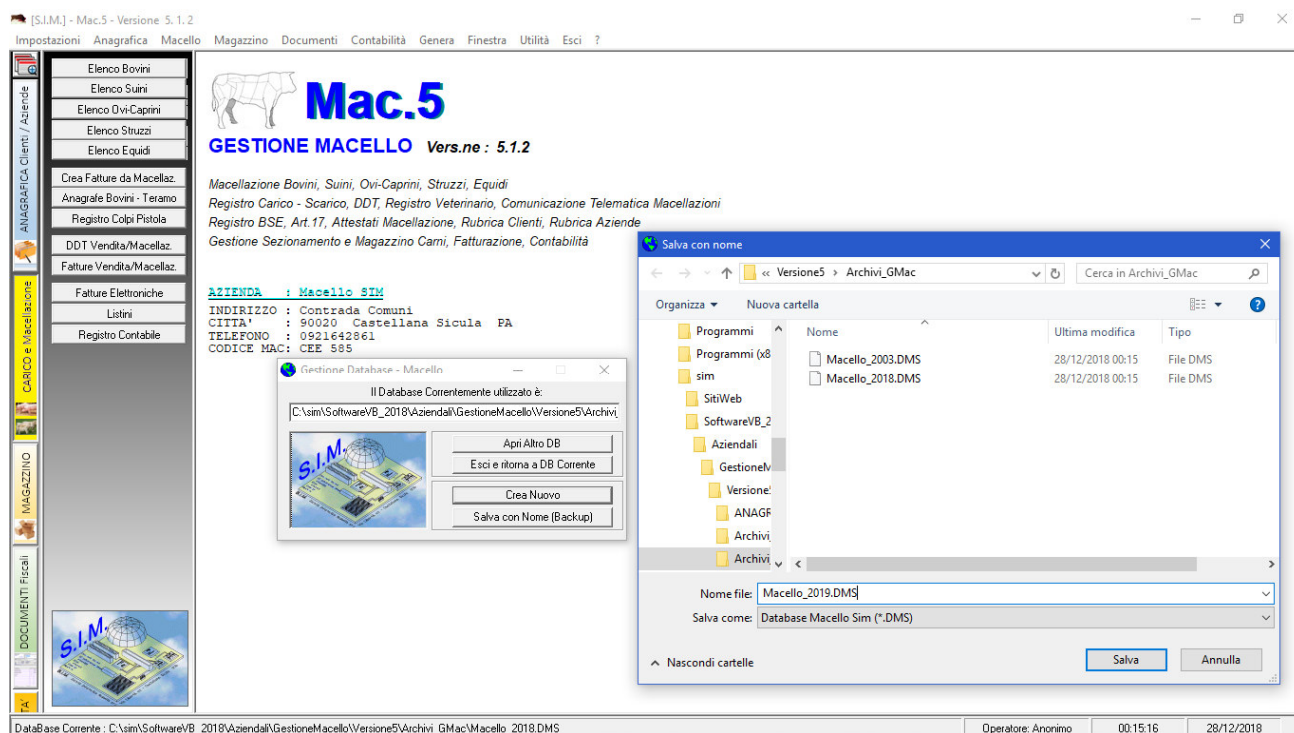 [S.I.M.] - Mac.5 - Versione 5. 1. 2
Impostazioni Anagrafica Macello Magazzino Documenti Contabilità Genera Finestra Utilità Esci ?
ANAGRAFICA Clienti / Aziende
CARICO e Macellazione
MAGAZZINO
DOCUMENTI Fiscali
TA'
Elenco Bovini
Elenco Suini
Elenco Ovi-Caprini
Elenco Struzzi
Elenco Equidi
Crea Fatture da Macellaz.
Anagrafe Bovini - Teramo
Registro Colpi Pistola
DDT Vendita/Macellaz.
Fatture Vendita/Macellaz.
Fatture Elettroniche
Listini
Registro Contabile
S.I.M.
Mac.5
GESTIONE MACELLO Vers.ne : 5.1.2
Macellazione Bovini, Suini, Ovi-Caprini, Struzzi, Equidi
Registro Carico - Scarico, DDT, Registro Veterinario, Comunicazione Telematica Macellazioni
Registro BSE, Art.17, Attestati Macellazione, Rubrica Clienti, Rubrica Aziende
Gestione Sezionamento e Magazzino Carni, Fatturazione, Contabilità
AZIENDA : Macello SIM
INDIRIZZO : Contrada Comuni
CITTA' : 90020 Castellana Sicula PA
TELEFONO : 0921642861
CODICE MAC: CEE 585
Gestione Database - Macello
Il Database Correntemente utilizzato è:
C:\sim\SoftwareVB_2018\Aziendali\GestioneMacello\Versione5\Archivi_
S.I.M.
Apri Altro DB
Esci e ritorna a DB Corrente
Crea Nuovo
Salva con Nome (Backup)
Salva con nome
« Versione5 › Archivi_GMac
Cerca in Archivi_GMac
Organizza Nuova cartella
Programmi
Programmi (x8
sim
SitiWeb
SoftwareVB_2
Aziendali
GestioneM
Versione5
ANAGR
Archivi_
Archivi_
Nome Ultima modifica Tipo
Macello_2003.DMS 28/12/2018 00:15 File DMS
Macello_2018.DMS 28/12/2018 00:15 File DMS
Nome file: Macello_2019.DMS
Salva come: Database Macello Sim (*.DMS)
Nascondi cartelle
Salva Annulla
DataBase Corrente : C:\sim\SoftwareVB_2018\Aziendali\GestioneMacello\Versione5\Archivi_GMac\Macello_2018.DMS
Operatore: Anonimo 00:15:16 28/12/2018